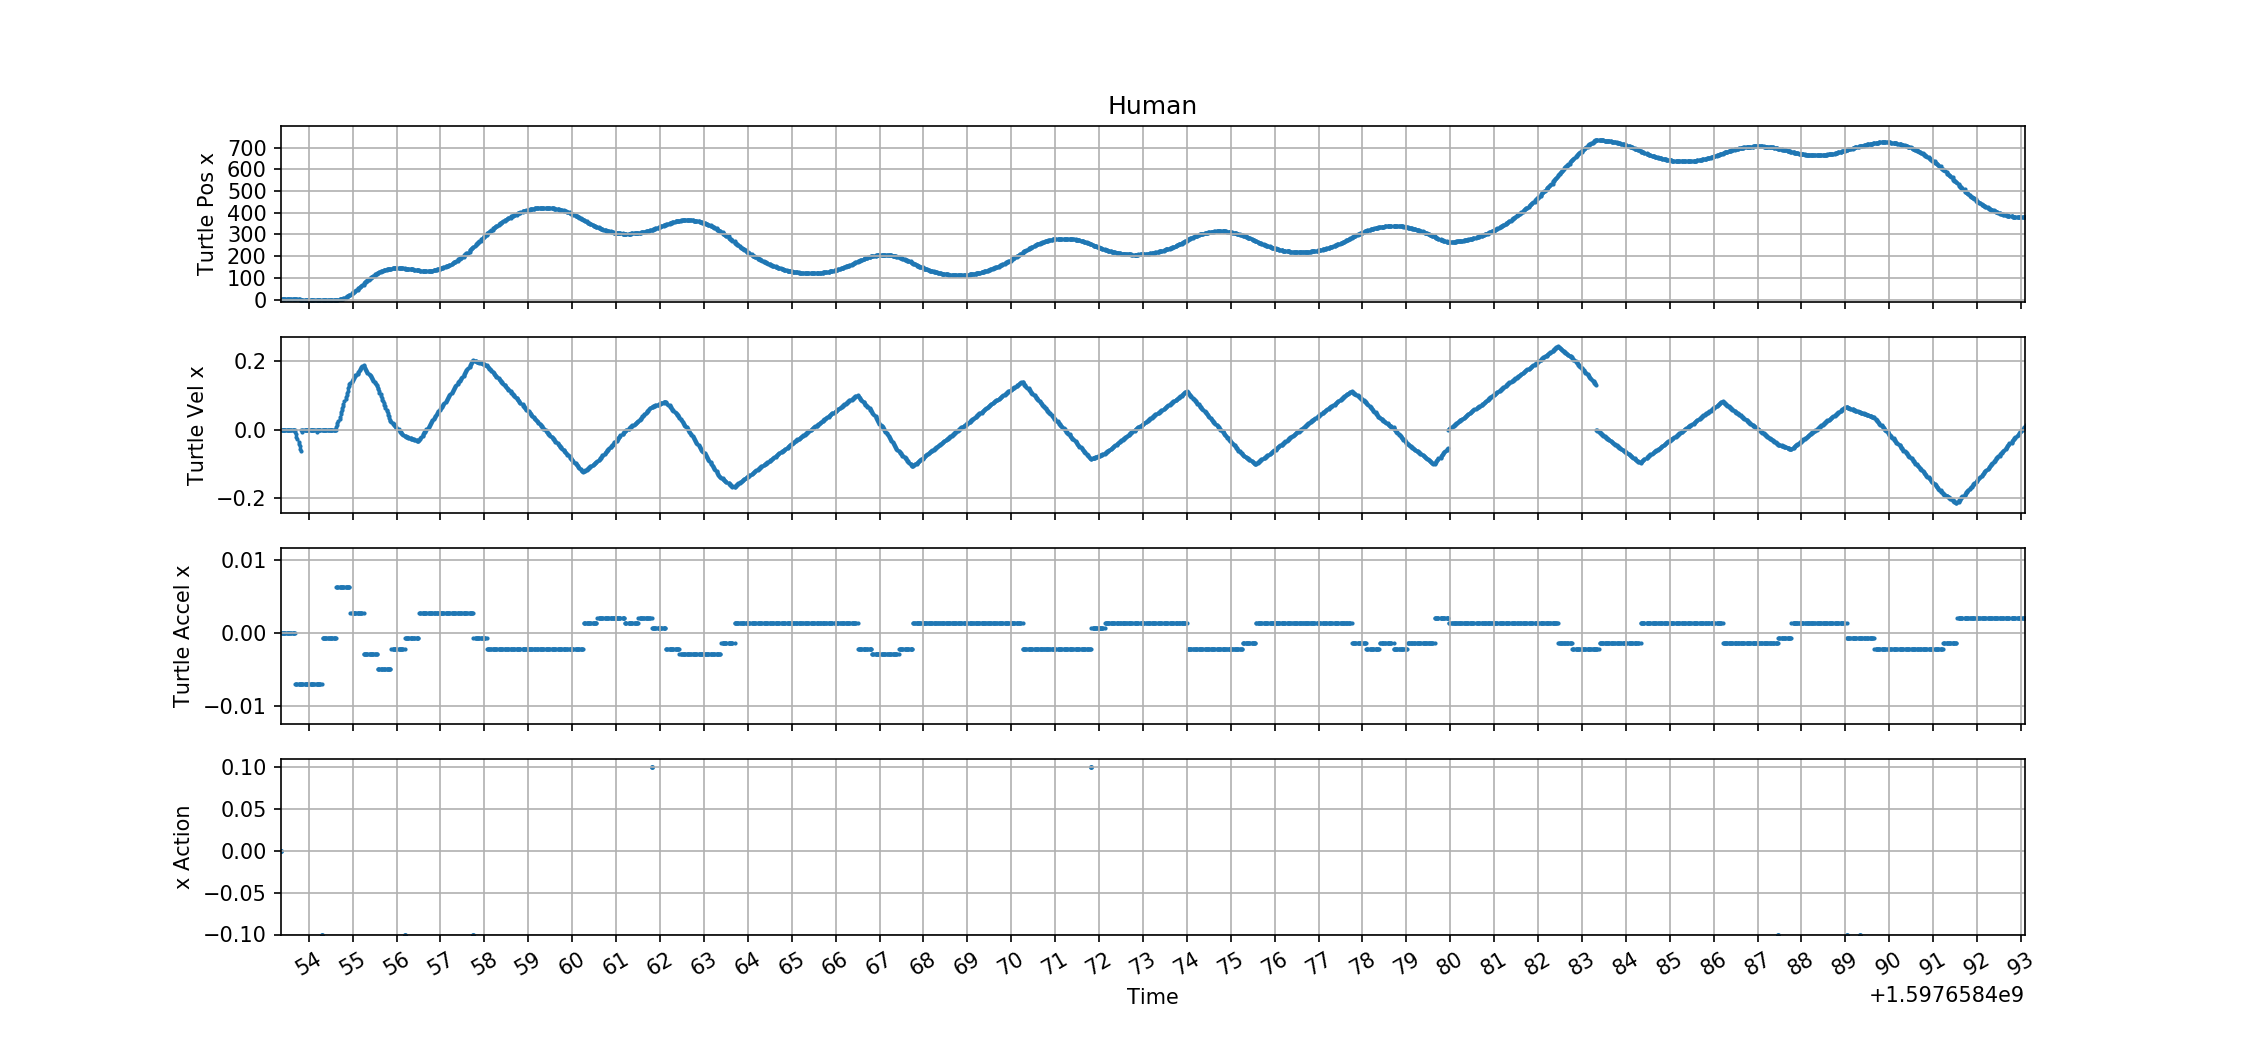 Human
Turtle Pos x
700
600
500
400
300
200
100
0
Turtle Vel x
0.2
0.0
−0.2
Turtle Accel x
0.01
0.00
−0.01
x Action
0.10
0.05
0.00
−0.05
−0.10
54 55 56 57 58 59 60 61 62 63 64 65 66 67 68 69 70 71 72 73 74 75 76 77 78 79 80 81 82 83 84 85 86 87 88 89 90 91 92 93
Time
+1.5976584e9